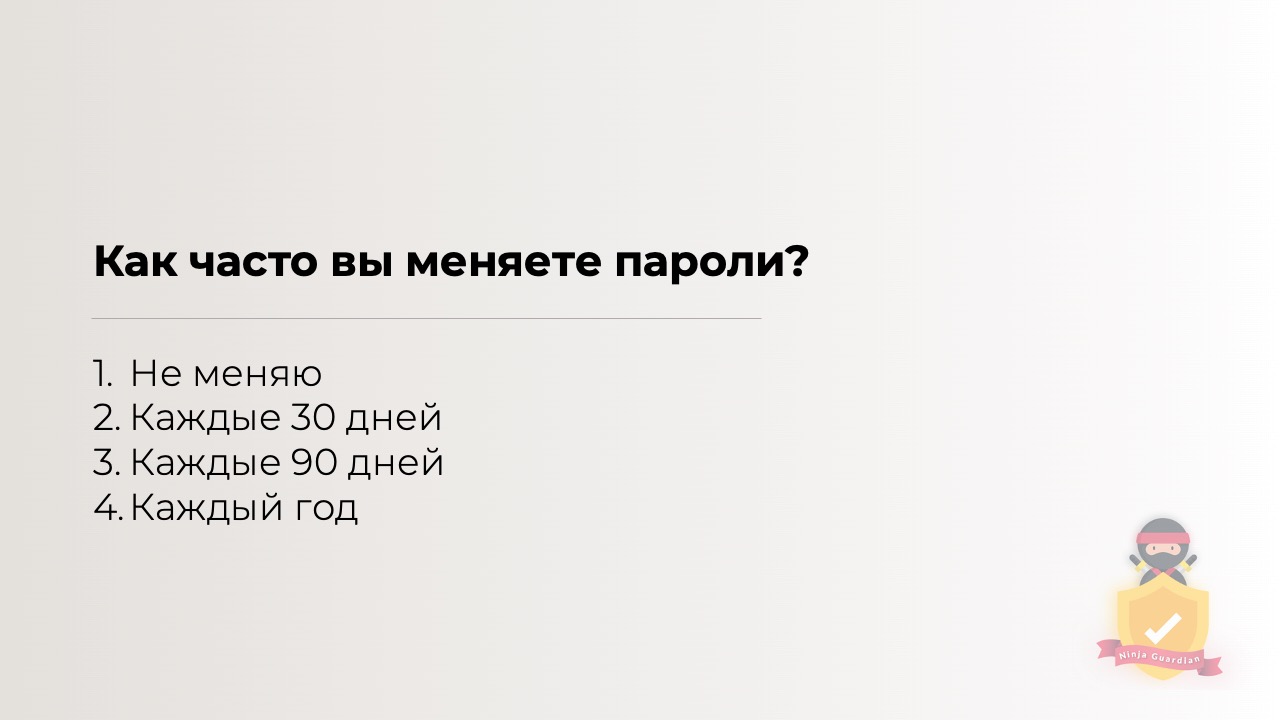 Как часто вы меняете пароли?
1. Не меняю
2. Каждые 30 дней
3. Каждые 90 дней
4. Каждый год
Ninja Guardian